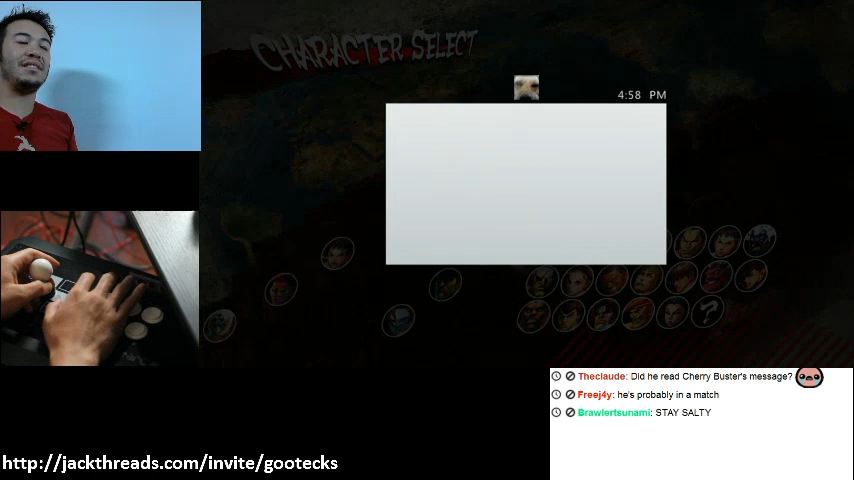 CHARACTER SELECT
4:58 PM
?
Theclaude: Did he read Cherry Buster's message?
Freej4y: he's probably in a match
Brawlertsunami: STAY SALTY
http://jackthreads.com/invite/gootecks